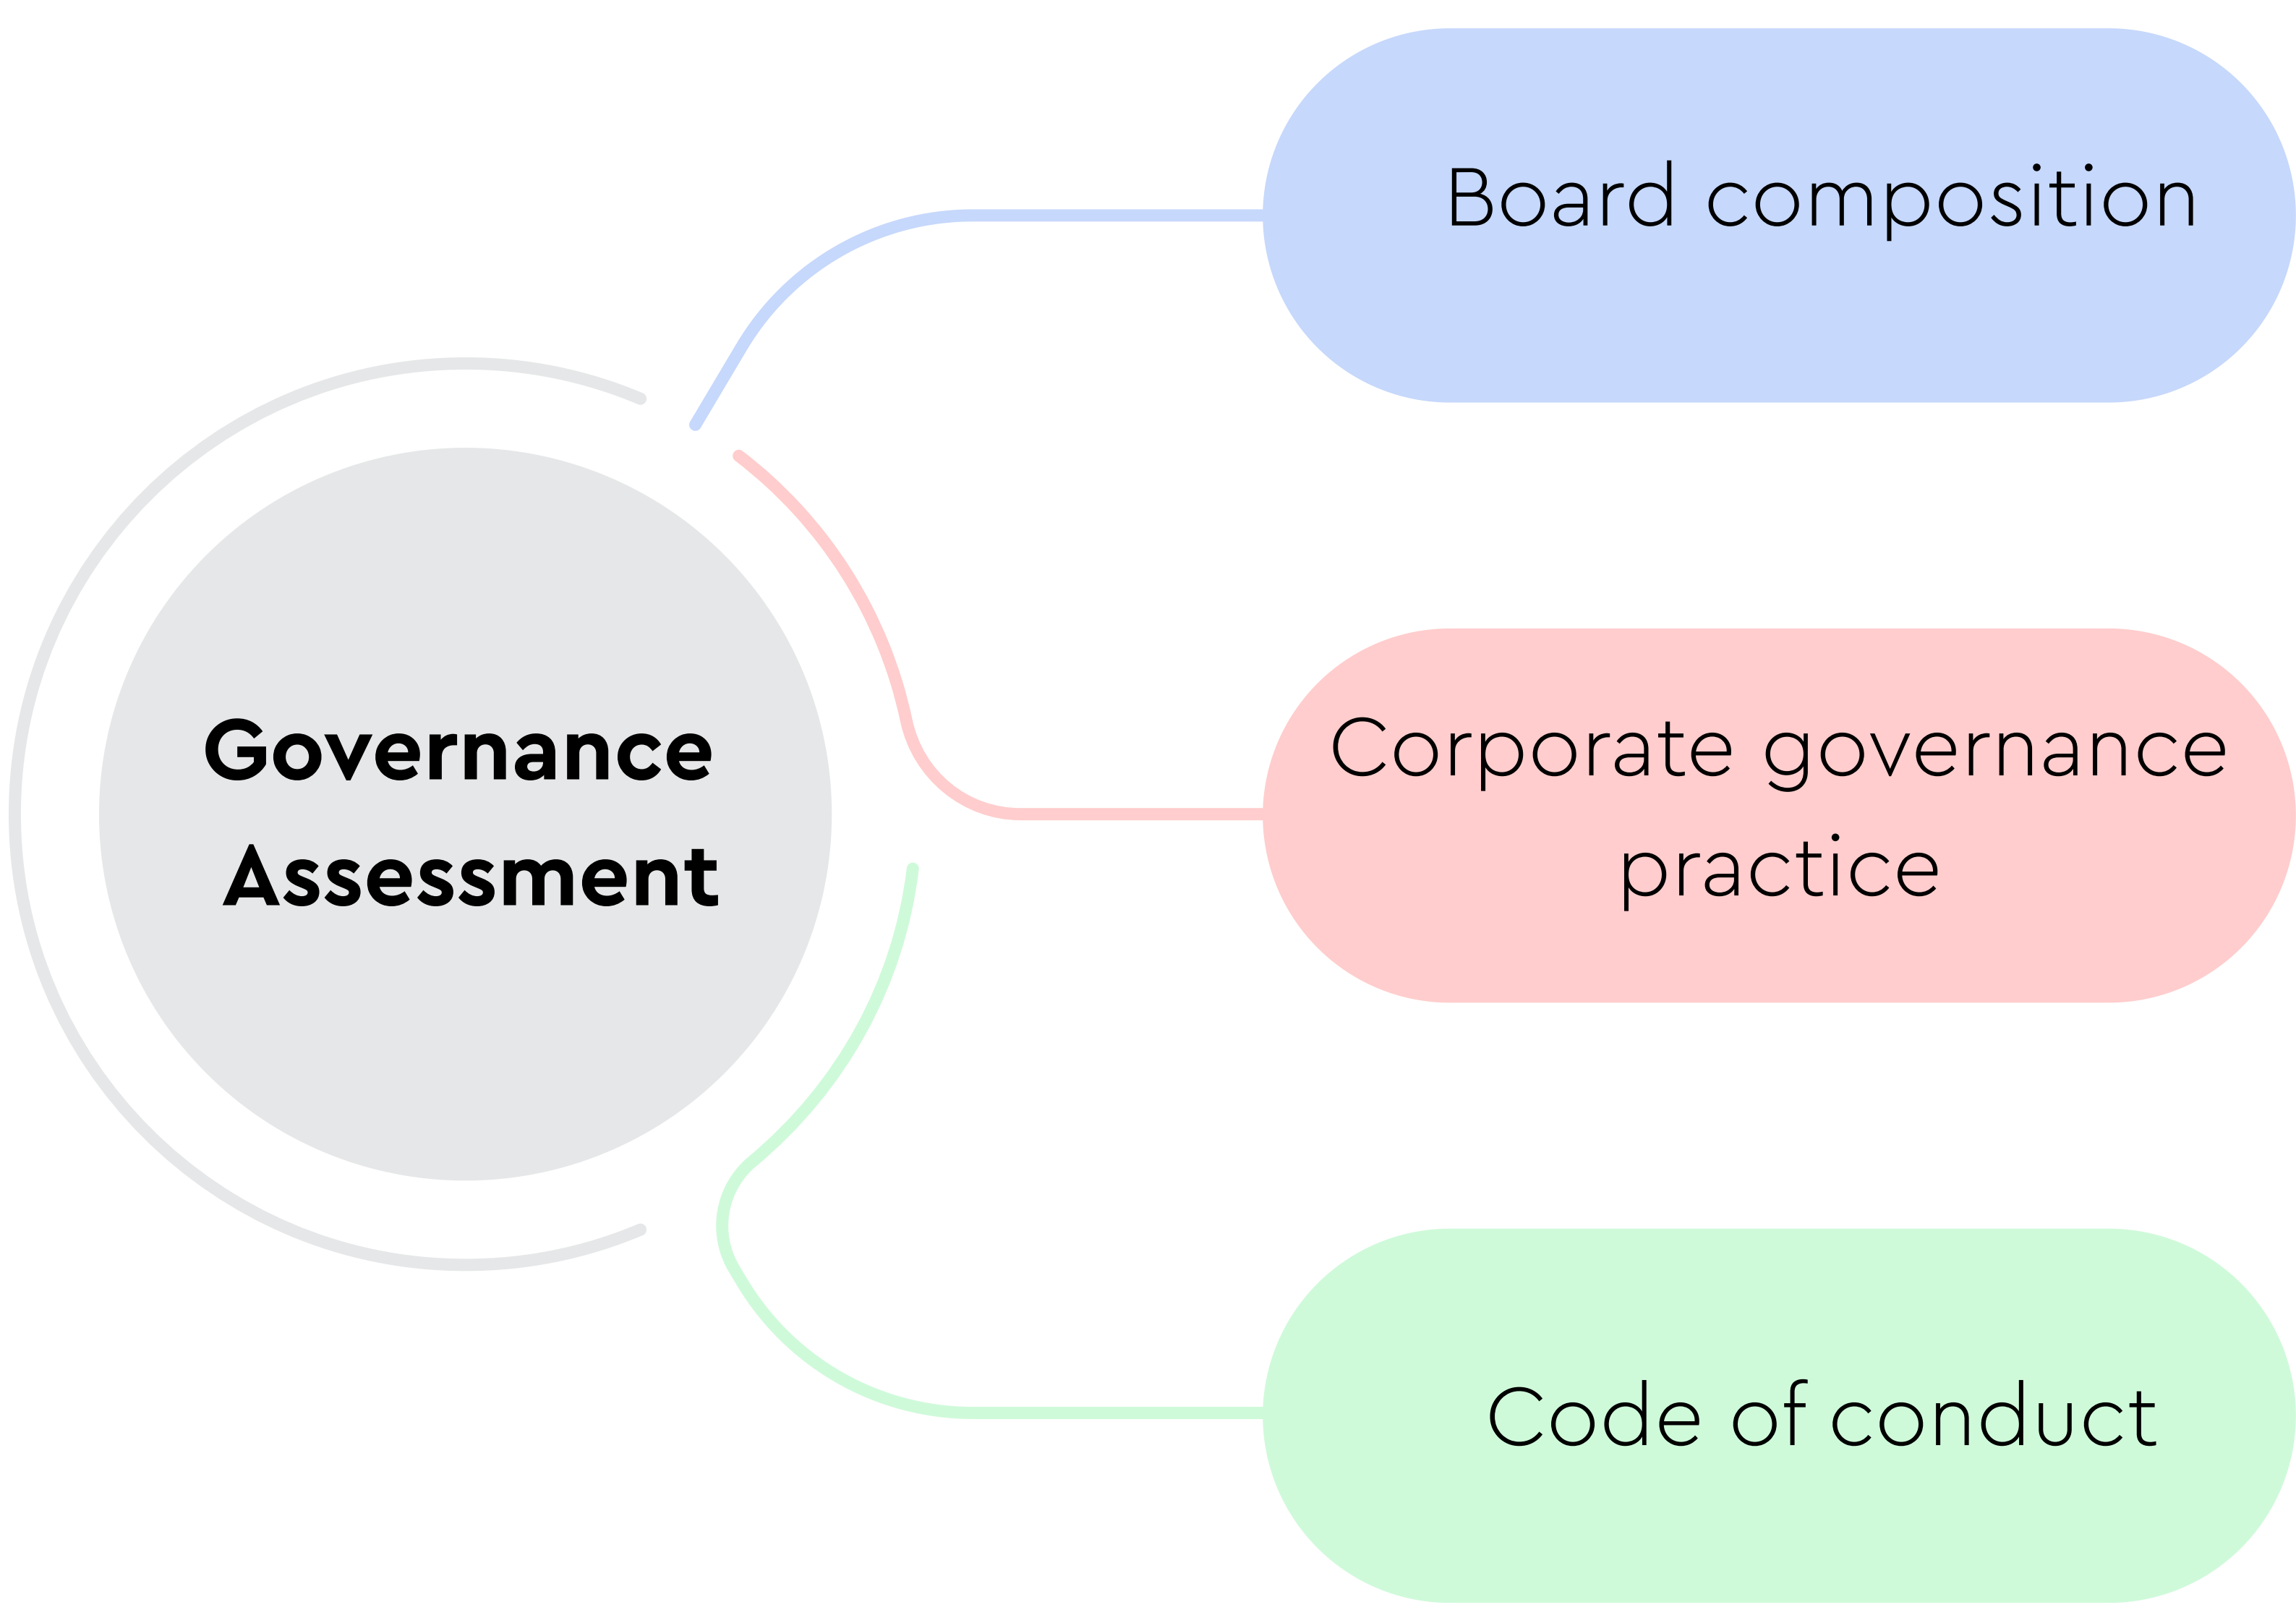 Governance
Assessment
Board composition
Corporate governance
practice
Code of conduct